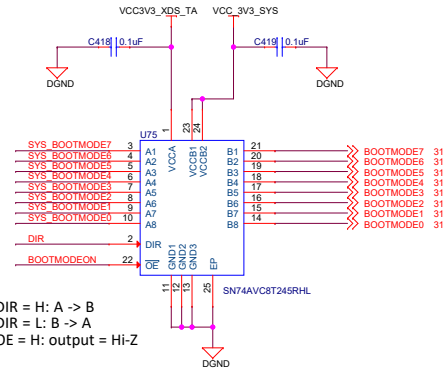 VCC3V3_XDS_TA VCC_3V3_SYS
C418 0.1uF C419 0.1uF
DGND DGND
U75
1 23 24
VCCA VCCB1 VCCB2
SYS_BOOTMODE7 3 A1 B1 21 BOOTMODE7 31
SYS_BOOTMODE6 4 A2 B2 20 BOOTMODE6 31
SYS_BOOTMODE5 5 A3 B3 19 BOOTMODE5 31
SYS_BOOTMODE4 6 A4 B4 18 BOOTMODE4 31
SYS_BOOTMODE3 7 A5 B5 17 BOOTMODE3 31
SYS_BOOTMODE2 8 A6 B6 16 BOOTMODE2 31
SYS_BOOTMODE1 9 A7 B7 15 BOOTMODE1 31
SYS_BOOTMODE0 10 A8 B8 14 BOOTMODE0 31
DIR 2 DIR
BOOTMODEON 22 OE
GND1 GND2 GND3 EP
11 12 13 25
SN74AVC8T245RHL
DIR = H: A -> B
DIR = L: B -> A
OE = H: output = Hi-Z
DGND